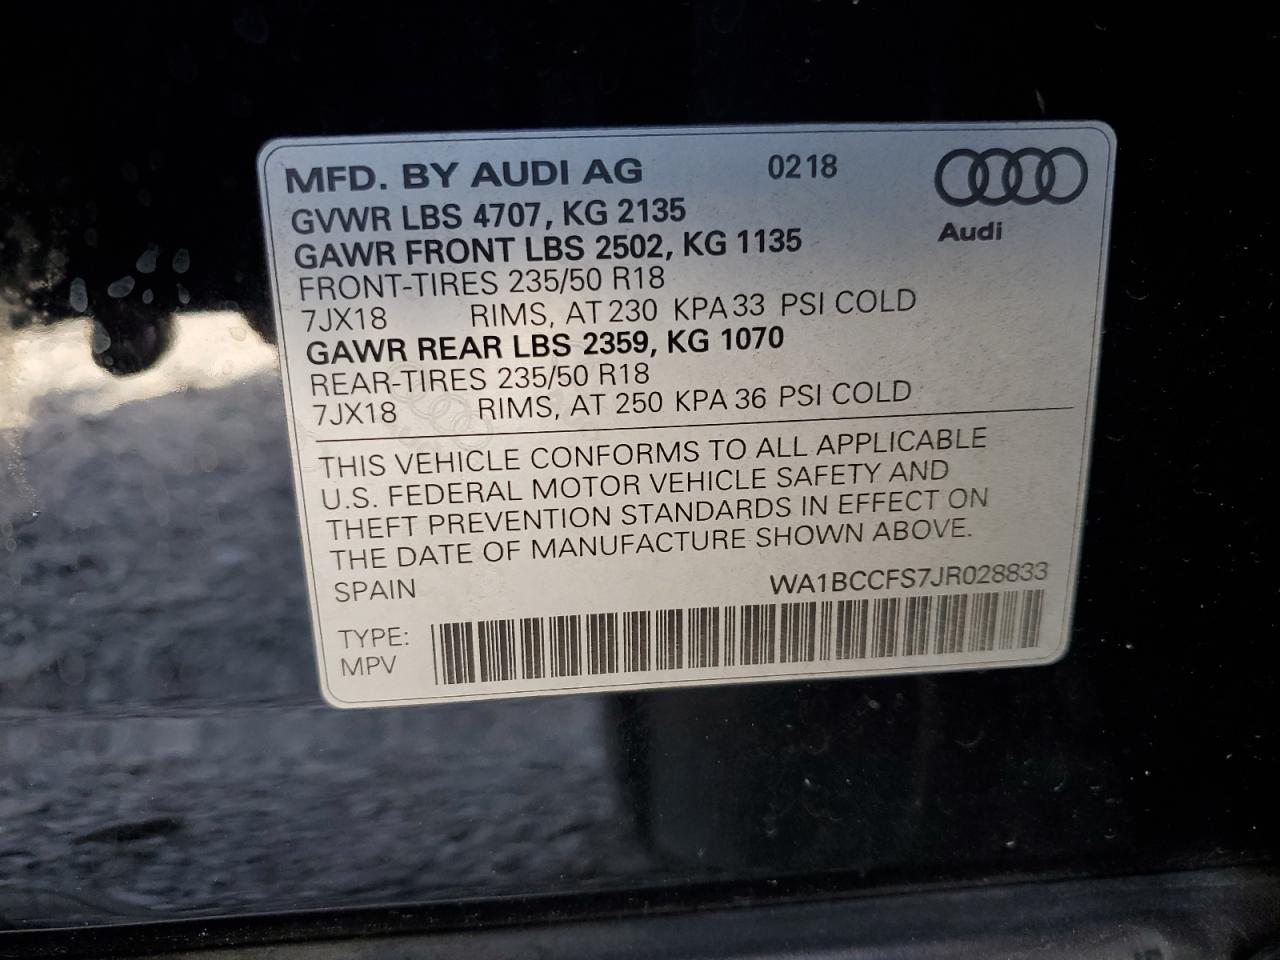 MFD. BY AUDI AG 0218
Audi
GVWR LBS 4707, KG 2135
GAWR FRONT LBS 2502, KG 1135
FRONT-TIRES 235/50 R18
7JX18 RIMS, AT 230 KPA 33 PSI COLD
GAWR REAR LBS 2359, KG 1070
REAR-TIRES 235/50 R18
7JX18 RIMS, AT 250 KPA 36 PSI COLD
THIS VEHICLE CONFORMS TO ALL APPLICABLE
U.S. FEDERAL MOTOR VEHICLE SAFETY AND
THEFT PREVENTION STANDARDS IN EFFECT ON
THE DATE OF MANUFACTURE SHOWN ABOVE.
SPAIN WA1BCCFS7JR028833
TYPE:
MPV